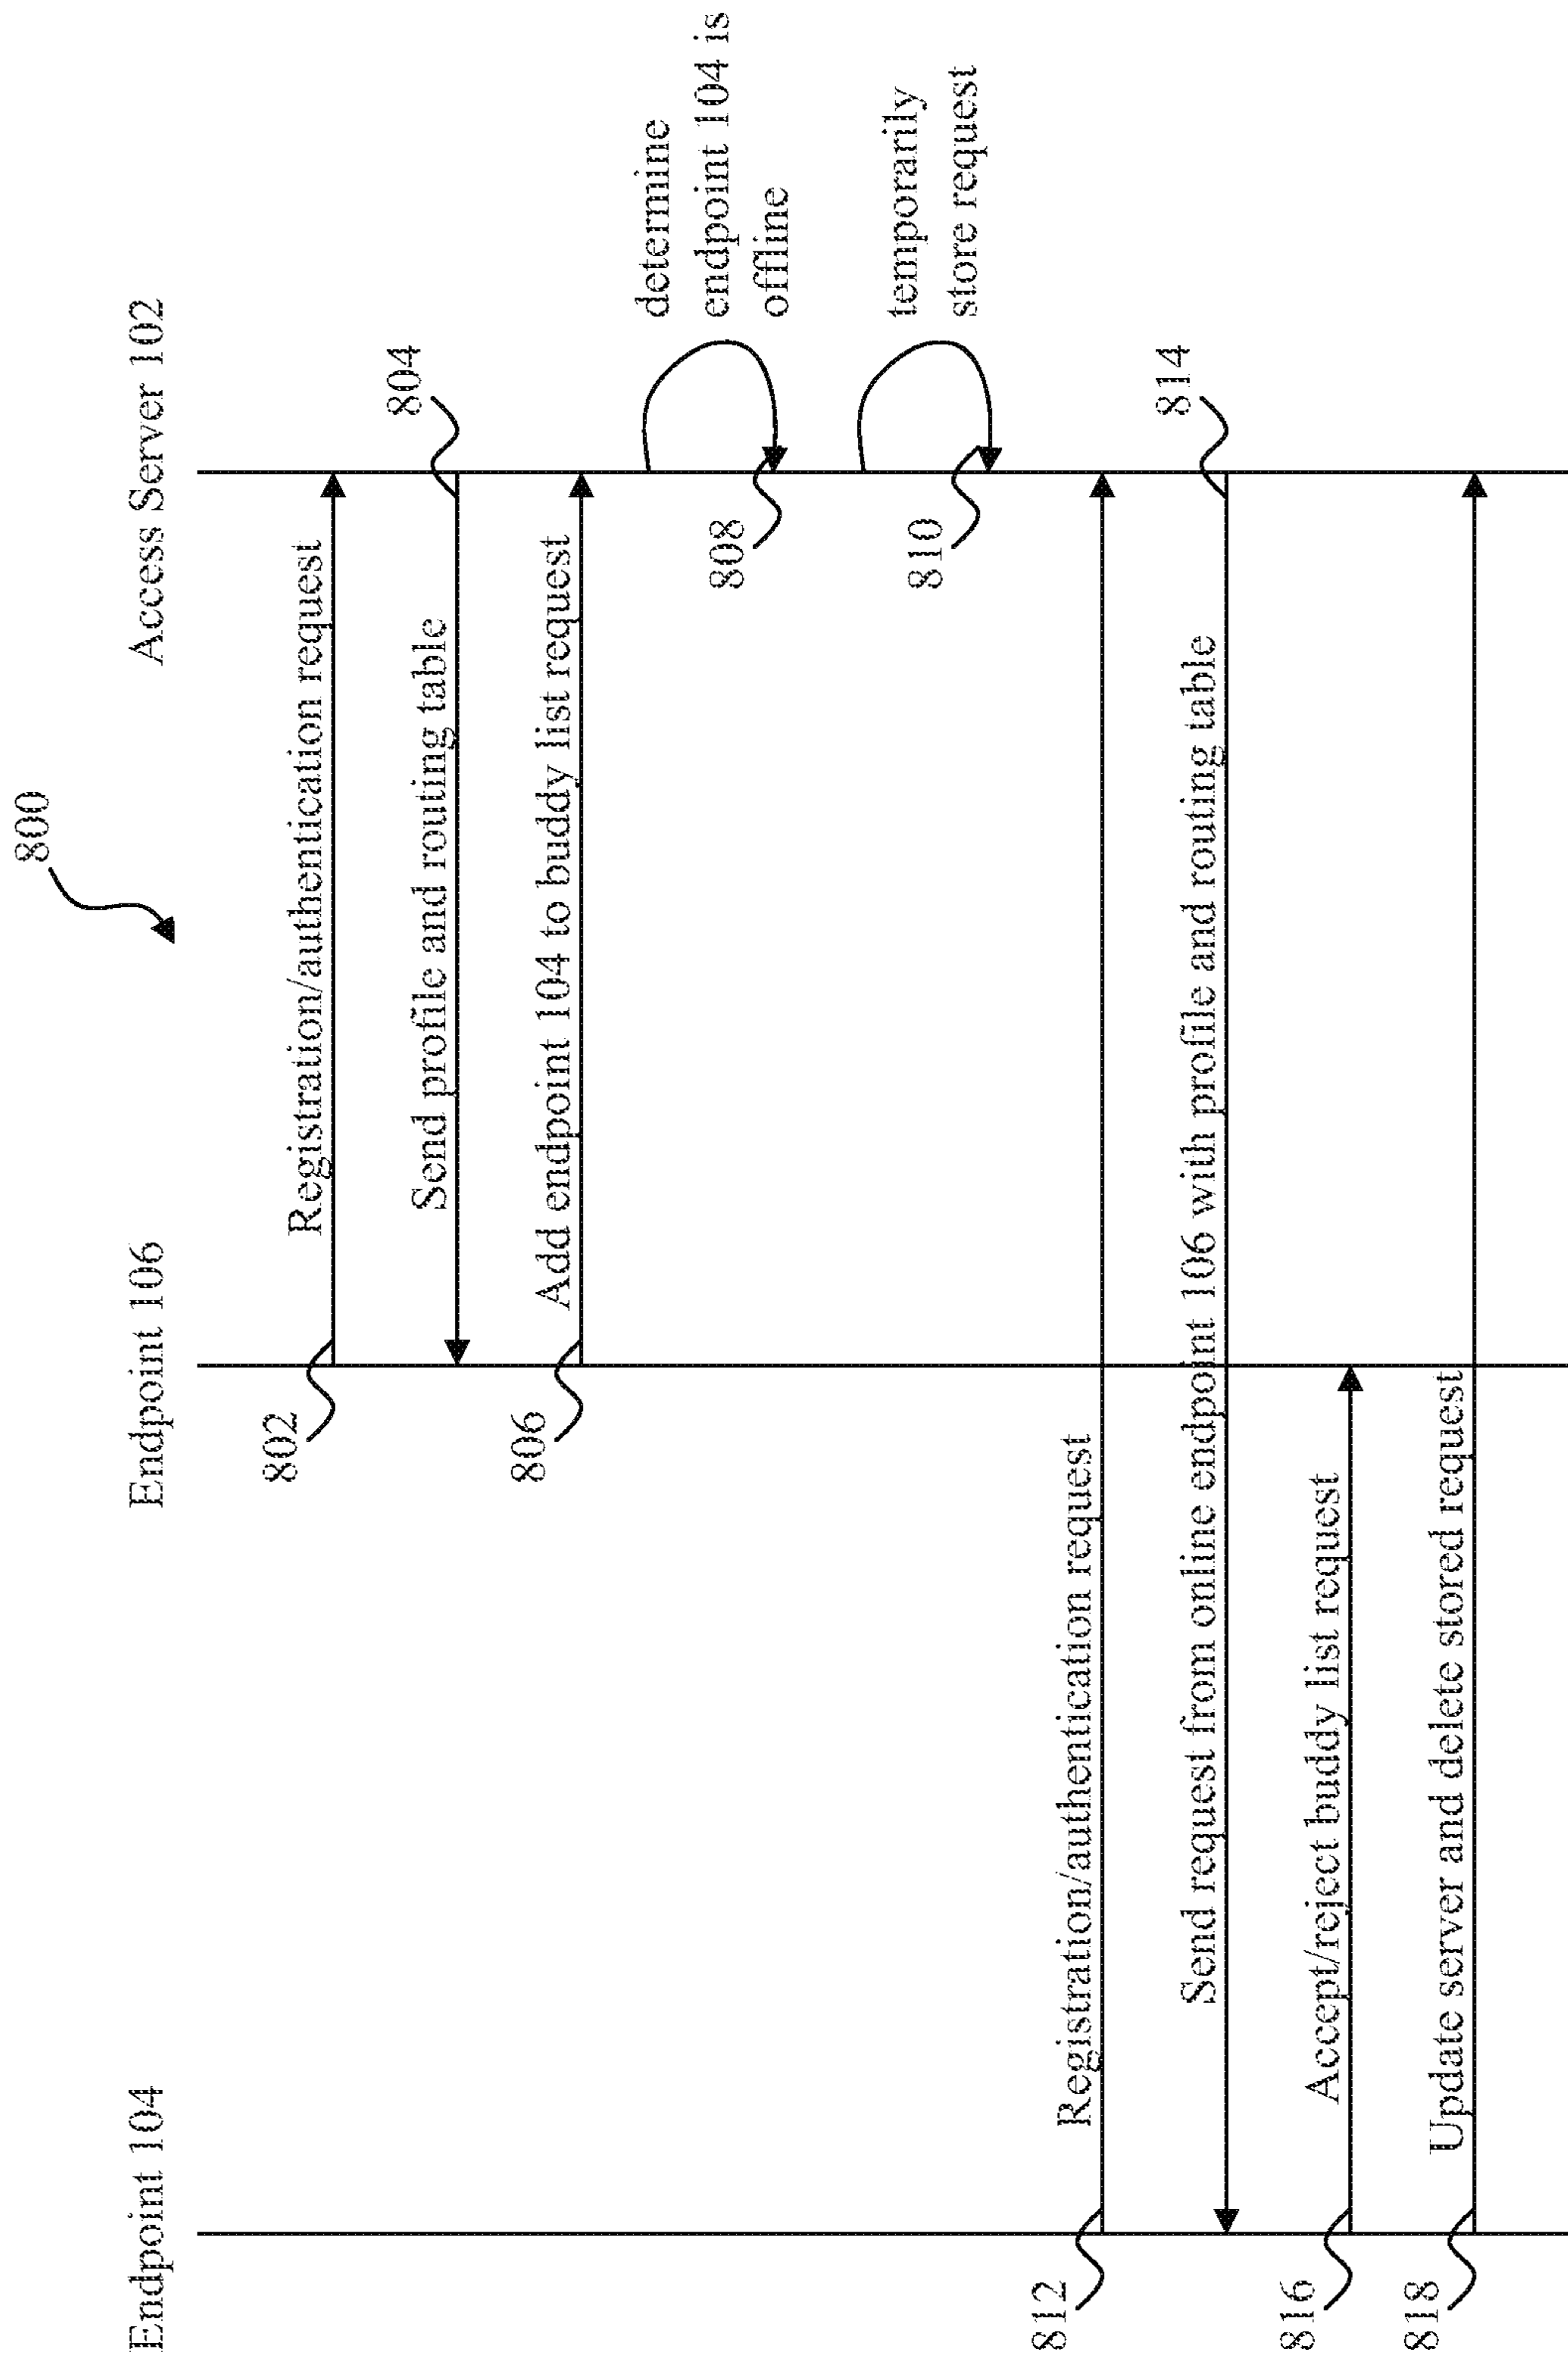 800
Endpoint 104
Endpoint 106
Access Server 102
802
Registration/authentication request
Send profile and routing table
804
806
Add endpoint 104 to buddy list request
determine
endpoint 104 is
offline
808
temporarily
store request
810
812
Registration/authentication request
Send request from online endpoint 106 with profile and routing table
814
816
Accept/reject buddy list request
818
Update server and delete stored request